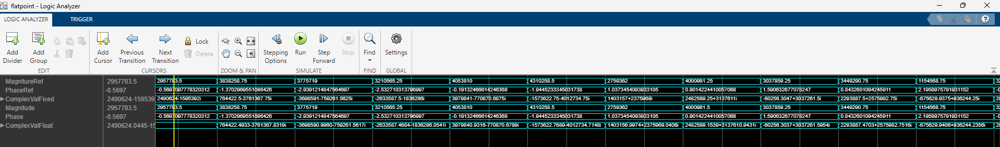 flatpoint - Logic Analyzer
LOGIC ANALYZER TRIGGER
Add Divider
Add Group
EDIT
Add Cursor
Previous Transition
Next Transition
Lock
Delete
CURSORS
ZOOM & PAN
Stepping Options
Run
Step Forward
Stop
SIMULATE
Find
FIND
Settings
GLOBAL
MagnitureRef 2957783.5 2957783.5 3838258.75 3775719 3210565.25 4053810 4310258.5 2759362 4000981.25 3037859.25 3449290.75 1154568.75
PhaseRef -0.5697 -0.5697097778320312 -1.3702969551086426 -2.9391214847564697 -2.532710313796997 -0.19132466614246368 -1.9445233345031738 1.0373454093933105 0.9014224410057068 1.590632677078247 0.8432601094245911 2.1958975791931152
ComplexValFixed 2490624-159539 2490624-1595392i 764422.5-3761367.75i -3698591-759261.5625i -2633587.5-1836286i 3979841-770870.6875i -1573622.75-4012734.75i 1403157+2375969i 2482589.25+3137611i -60256.3047+3037261.5i 2293887.5+2575982.75i -675629.9375+936244.25i
Magnitude 2957783.5 2957783.5 3838258.75 3775719 3210565.25 4053810 4310258.5 2759362 4000981.5 3037859.25 3449290.75 1154568.75
Phase -0.5697 -0.5697097778320312 -1.3702969551086426 -2.9391214847564697 -2.532710313796997 -0.19132466614246368 -1.9445233345031738 1.0373454093933105 0.9014224410057068 1.590632677078247 0.8432601094245911 2.1958975791931152
ComplexValFloat 2490624.0445-15 764422.4933-3761367.8319i -3698590.9960-759261.5617i -2633587.4684-1836286.0541i 3979840.9316-770870.6789i -1573622.7689-4012734.7148i 1403156.9974+2375969.0406i 2482589.1539+3137610.9431i -60256.3037+3037261.5954i 2293887.4703+2575982.7516i -675629.9406+936244.2356i